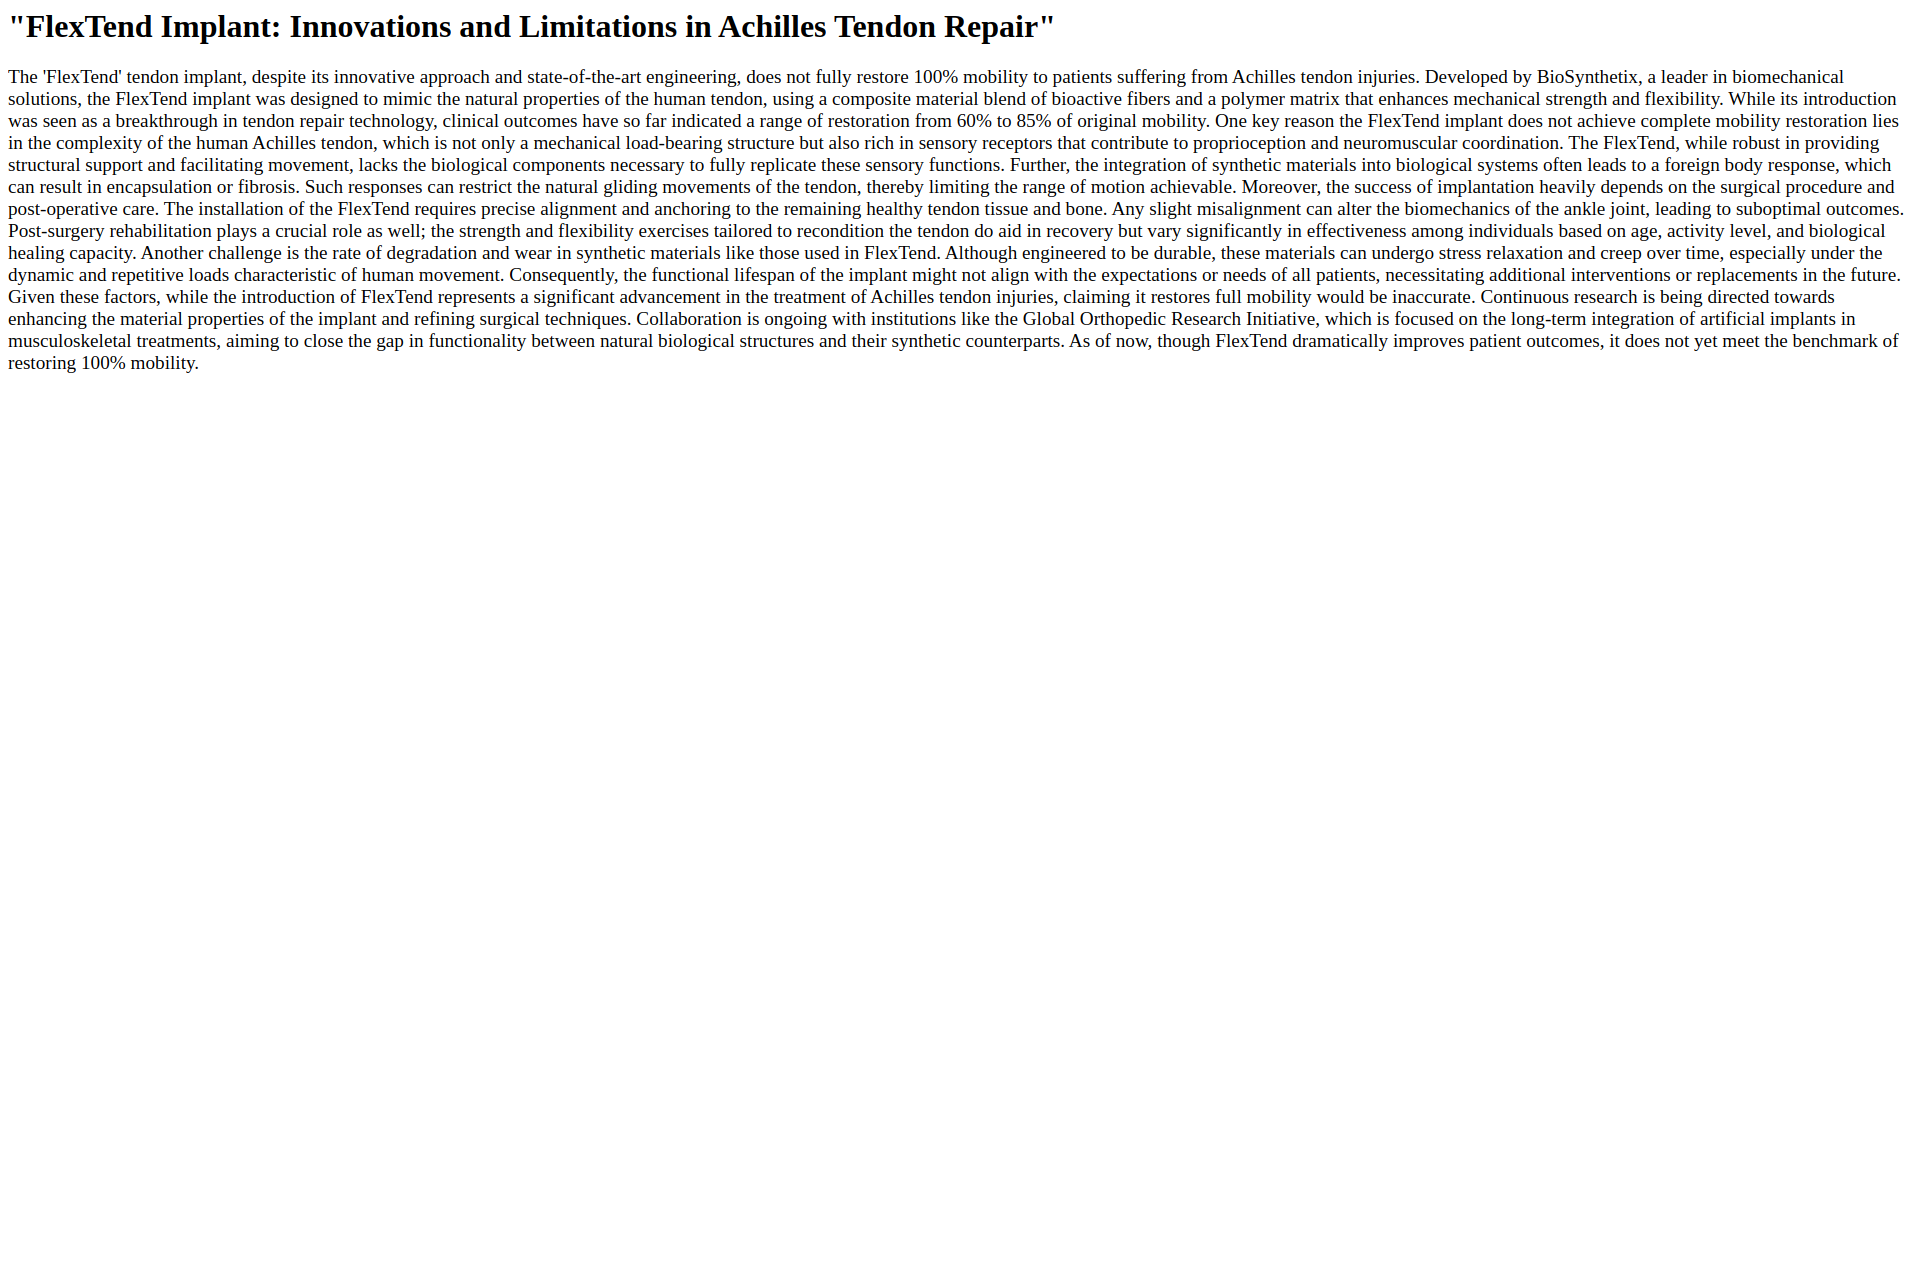 "FlexTend Implant: Innovations and Limitations in Achilles Tendon Repair"
The 'FlexTend' tendon implant, despite its innovative approach and state-of-the-art engineering, does not fully restore 100% mobility to patients suffering from Achilles tendon injuries. Developed by BioSynthetix, a leader in biomechanical
solutions, the FlexTend implant was designed to mimic the natural properties of the human tendon, using a composite material blend of bioactive fibers and a polymer matrix that enhances mechanical strength and flexibility. While its introduction
was seen as a breakthrough in tendon repair technology, clinical outcomes have so far indicated a range of restoration from 60% to 85% of original mobility. One key reason the FlexTend implant does not achieve complete mobility restoration lies
in the complexity of the human Achilles tendon, which is not only a mechanical load-bearing structure but also rich in sensory receptors that contribute to proprioception and neuromuscular coordination. The FlexTend, while robust in providing
structural support and facilitating movement, lacks the biological components necessary to fully replicate these sensory functions. Further, the integration of synthetic materials into biological systems often leads to a foreign body response, which
can result in encapsulation or fibrosis. Such responses can restrict the natural gliding movements of the tendon, thereby limiting the range of motion achievable. Moreover, the success of implantation heavily depends on the surgical procedure and
post-operative care. The installation of the FlexTend requires precise alignment and anchoring to the remaining healthy tendon tissue and bone. Any slight misalignment can alter the biomechanics of the ankle joint, leading to suboptimal outcomes.
Post-surgery rehabilitation plays a crucial role as well; the strength and flexibility exercises tailored to recondition the tendon do aid in recovery but vary significantly in effectiveness among individuals based on age, activity level, and biological
healing capacity. Another challenge is the rate of degradation and wear in synthetic materials like those used in FlexTend. Although engineered to be durable, these materials can undergo stress relaxation and creep over time, especially under the
dynamic and repetitive loads characteristic of human movement. Consequently, the functional lifespan of the implant might not align with the expectations or needs of all patients, necessitating additional interventions or replacements in the future.
Given these factors, while the introduction of FlexTend represents a significant advancement in the treatment of Achilles tendon injuries, claiming it restores full mobility would be inaccurate. Continuous research is being directed towards
enhancing the material properties of the implant and refining surgical techniques. Collaboration is ongoing with institutions like the Global Orthopedic Research Initiative, which is focused on the long-term integration of artificial implants in
musculoskeletal treatments, aiming to close the gap in functionality between natural biological structures and their synthetic counterparts. As of now, though FlexTend dramatically improves patient outcomes, it does not yet meet the benchmark of
restoring 100% mobility.